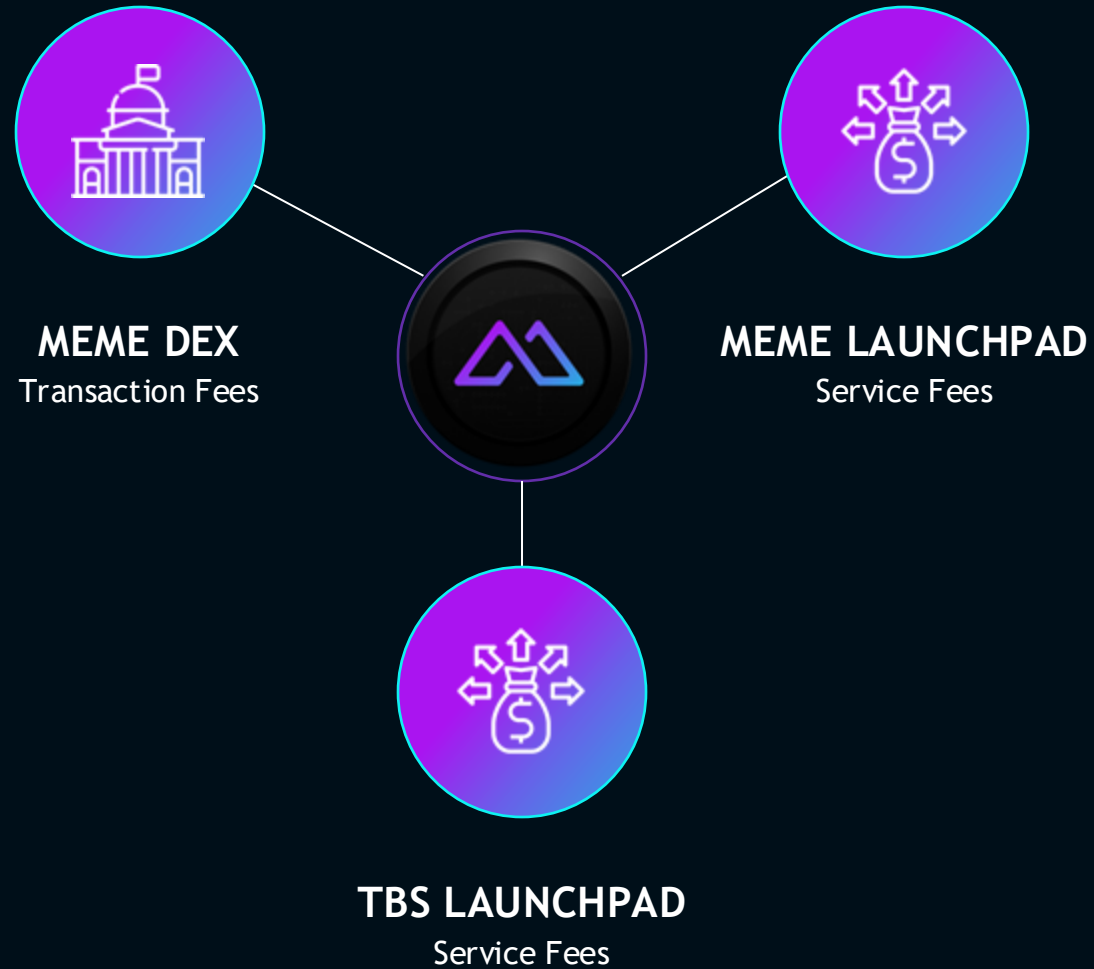 MEME DEX
Transaction Fees
MEME LAUNCHPAD
Service Fees
TBS LAUNCHPAD
Service Fees